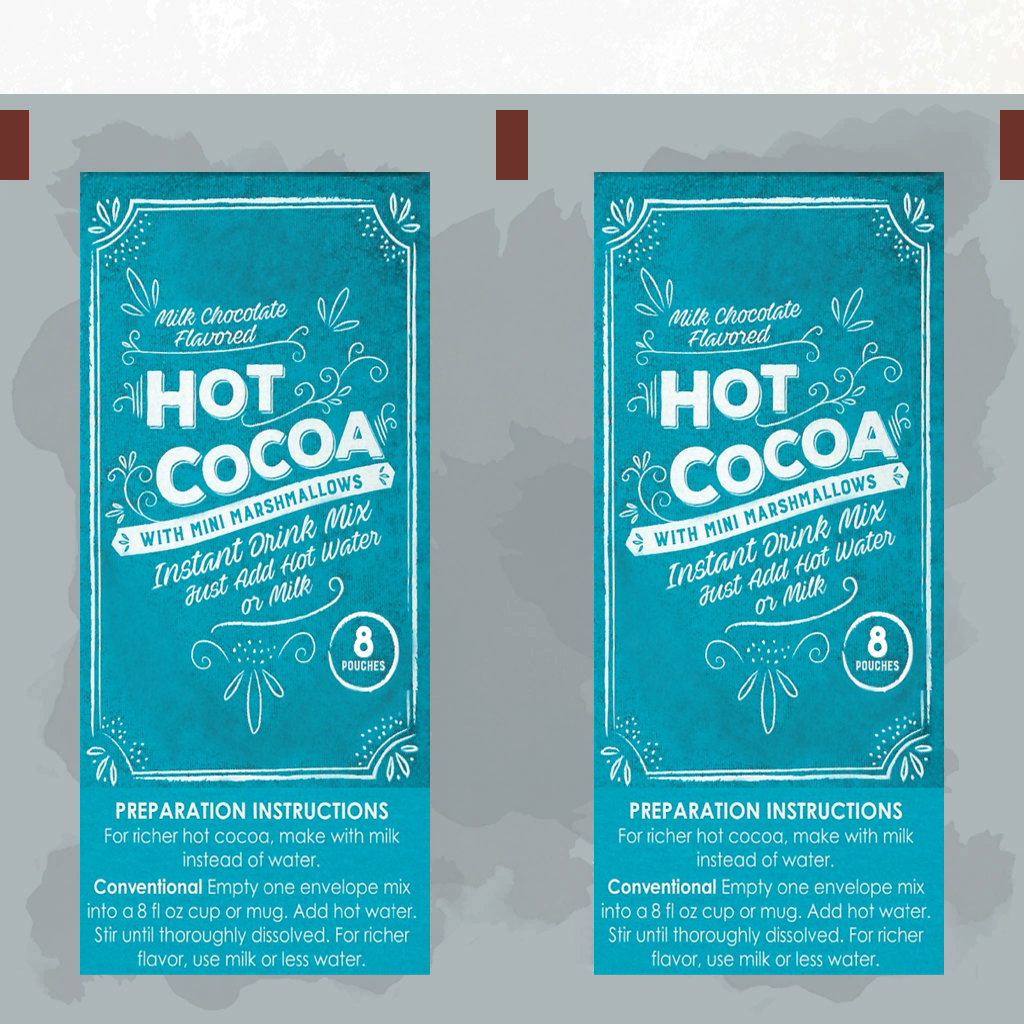 Milk Chocolate
Flavored
HOT
COCOA
WITH MINI MARSHMALLOWS
Instant Drink Mix
Just Add Hot Water
or Milk
8
POUCHES
PREPARATION INSTRUCTIONS
For richer hot cocoa, make with milk
instead of water.
Conventional Empty one envelope mix
into a 8 fl oz cup or mug. Add hot water.
Stir until thoroughly dissolved. For richer
flavor, use milk or less water.
Milk Chocolate
Flavored
HOT
COCOA
WITH MINI MARSHMALLOWS
Instant Drink Mix
Just Add Hot Water
or Milk
8
POUCHES
PREPARATION INSTRUCTIONS
For richer hot cocoa, make with milk
instead of water.
Conventional Empty one envelope mix
into a 8 fl oz cup or mug. Add hot water.
Stir until thoroughly dissolved. For richer
flavor, use milk or less water.